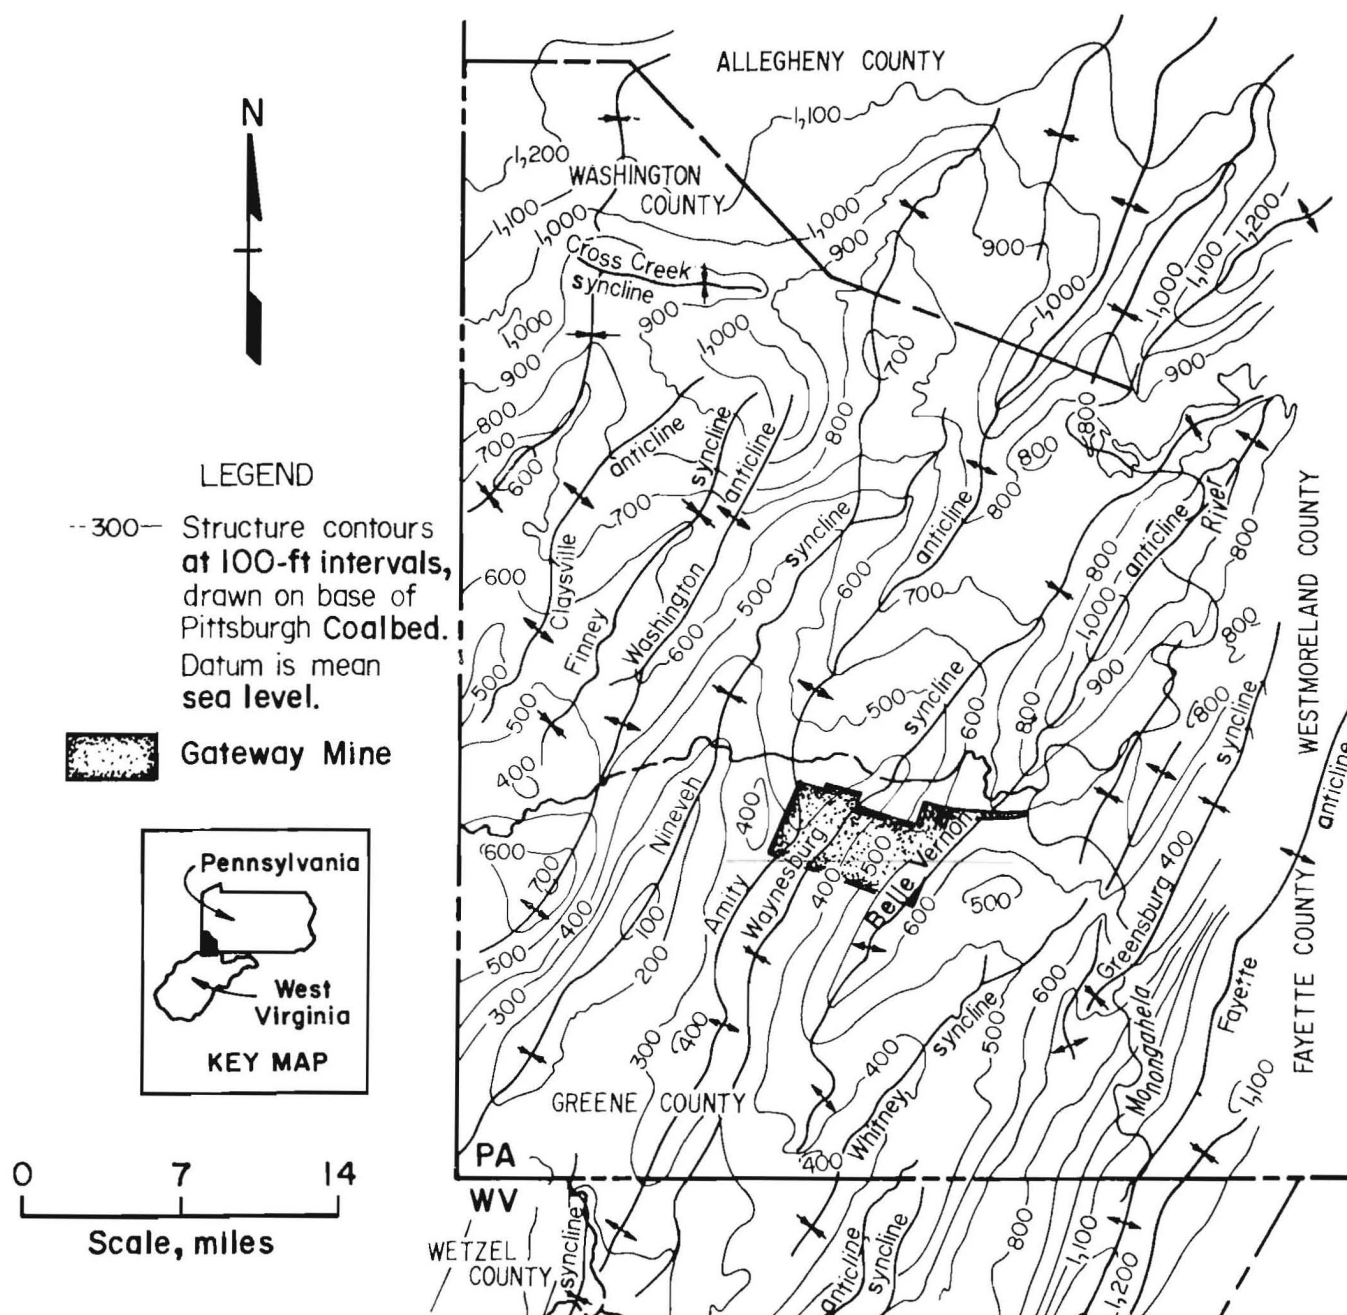 ALLEGHENY COUNTY
N
1,100
1,200
WASHINGTON
COUNTY
1,100
1,000
1,000
900
900
1,200
1,100
1,000
1,000
Cross Creek
syncline
900
1,000
1,000
900
700
900
800
700
600
800
800
800
800
LEGEND
--300— Structure contours
at 100-ft intervals,
drawn on base of
Pittsburgh Coalbed.
Datum is mean
sea level.
Gateway Mine
anticline
syncline
anticline
700
Claysville
Finney
Washington
600
500
600
syncline
anticline
600
700
800
1,000
900
anticline
River
800
800
800
WESTMORELAND COUNTY
500
500
400
500
syncline
600
800
syncline
anticline
Nineveh
400
600
700
400
500
300
100
200
Amity
Waynesburg
400
500
Belle Vernon
600
500
Greensburg
400
Monongahela
Fayette
FAYETTE COUNTY
600
500
syncline
400
Whitney
300
400
400
1,100
GREENE COUNTY
PA
WV
Pennsylvania
West
Virginia
KEY MAP
0 7 14
Scale, miles
WETZEL
COUNTY
syncline
anticline
syncline
800
1,100
1,200